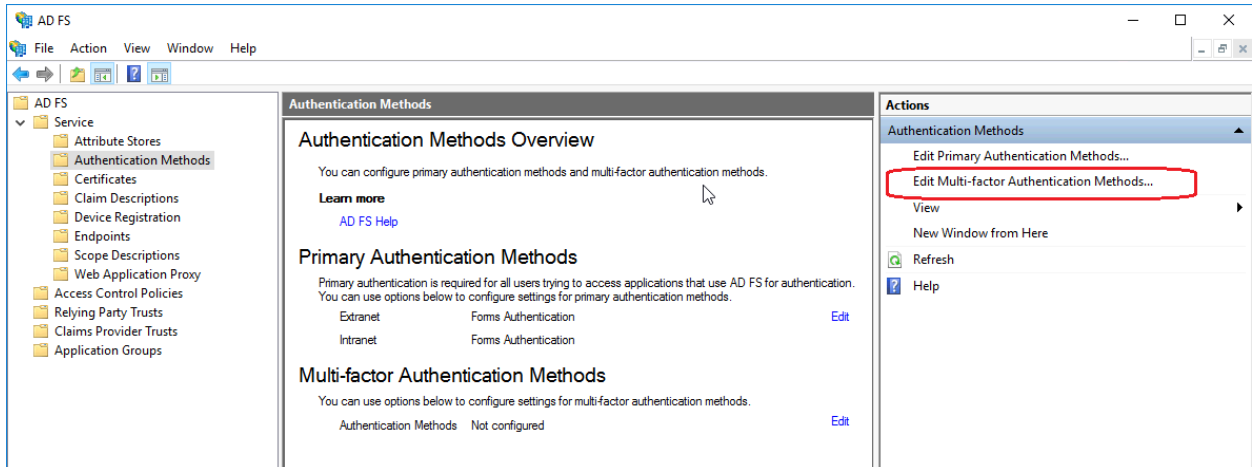 AD FS
File Action View Window Help
AD FS
Service
Attribute Stores
Authentication Methods
Certificates
Claim Descriptions
Device Registration
Endpoints
Scope Descriptions
Web Application Proxy
Access Control Policies
Relying Party Trusts
Claims Provider Trusts
Application Groups
Authentication Methods
Authentication Methods Overview
You can configure primary authentication methods and multi-factor authentication methods.
Learn more
AD FS Help
Primary Authentication Methods
Primary authentication is required for all users trying to access applications that use AD FS for authentication.
You can use options below to configure settings for primary authentication methods.
Extranet Forms Authentication Edit
Intranet Forms Authentication
Multi-factor Authentication Methods
You can use options below to configure settings for multi-factor authentication methods.
Authentication Methods Not configured Edit
Actions
Authentication Methods
Edit Primary Authentication Methods...
Edit Multi-factor Authentication Methods...
View
New Window from Here
Refresh
Help